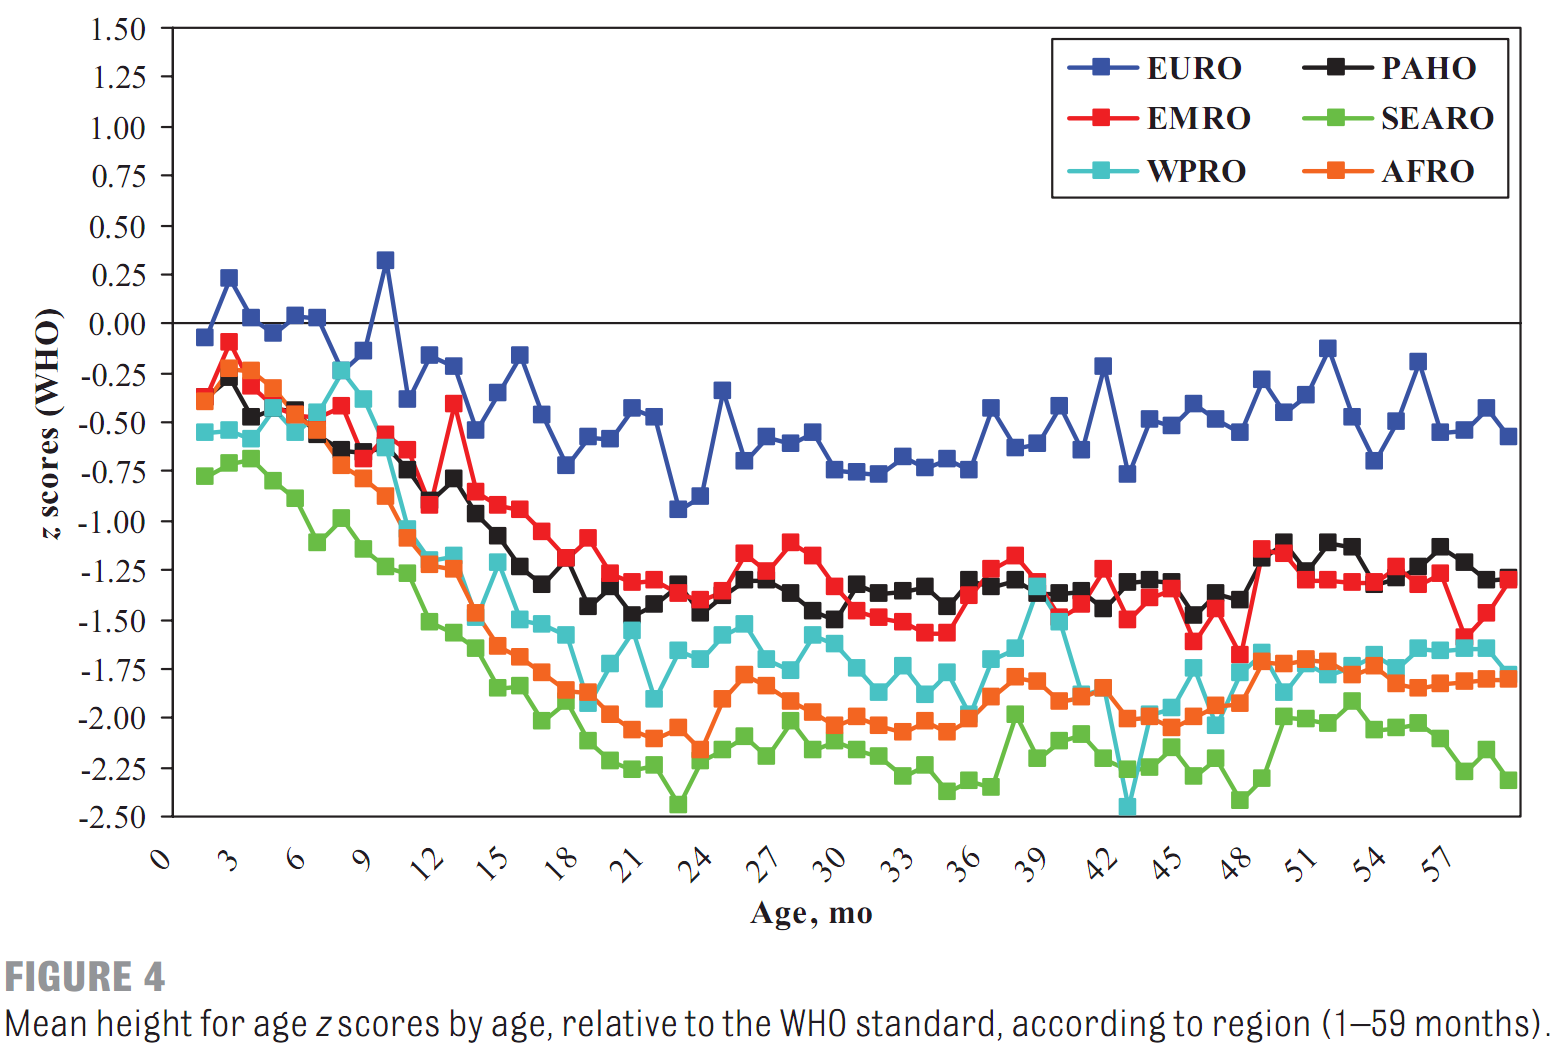 1.50
1.25
1.00
0.75
0.50
0.25
0.00
-0.25
-0.50
-0.75
-1.00
-1.25
-1.50
-1.75
-2.00
-2.25
-2.50
z scores (WHO)
EURO PAHO
EMRO SEARO
WPRO AFRO
0 3 6 9 12 15 18 21 24 27 30 33 36 39 42 45 48 51 54 57
Age, mo
FIGURE 4
Mean height for age z scores by age, relative to the WHO standard, according to region (1–59 months).